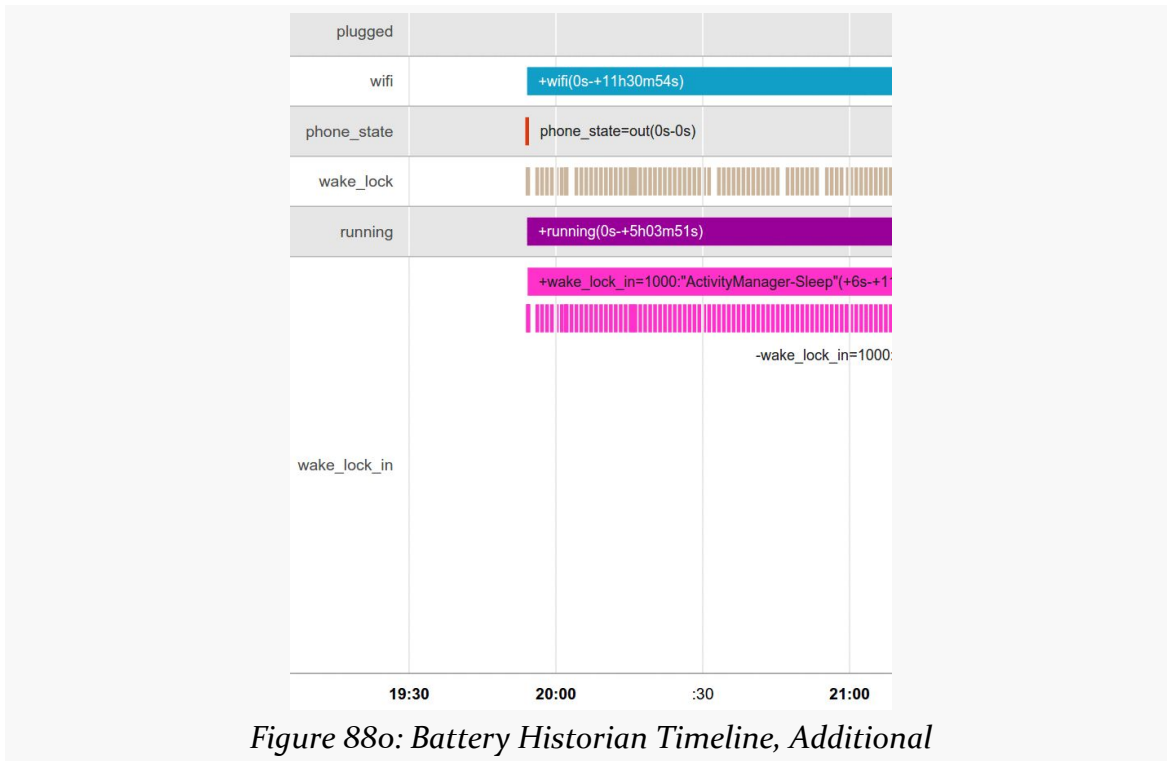 plugged
wifi +wifi(0s-+11h30m54s)
phone_state phone_state=out(0s-0s)
wake_lock
running +running(0s-+5h03m51s)
+wake_lock_in=1000:"ActivityManager-Sleep"(+6s-+1
-wake_lock_in=1000:
wake_lock_in
19:30 20:00 :30 21:00
Figure 880: Battery Historian Timeline, Additional